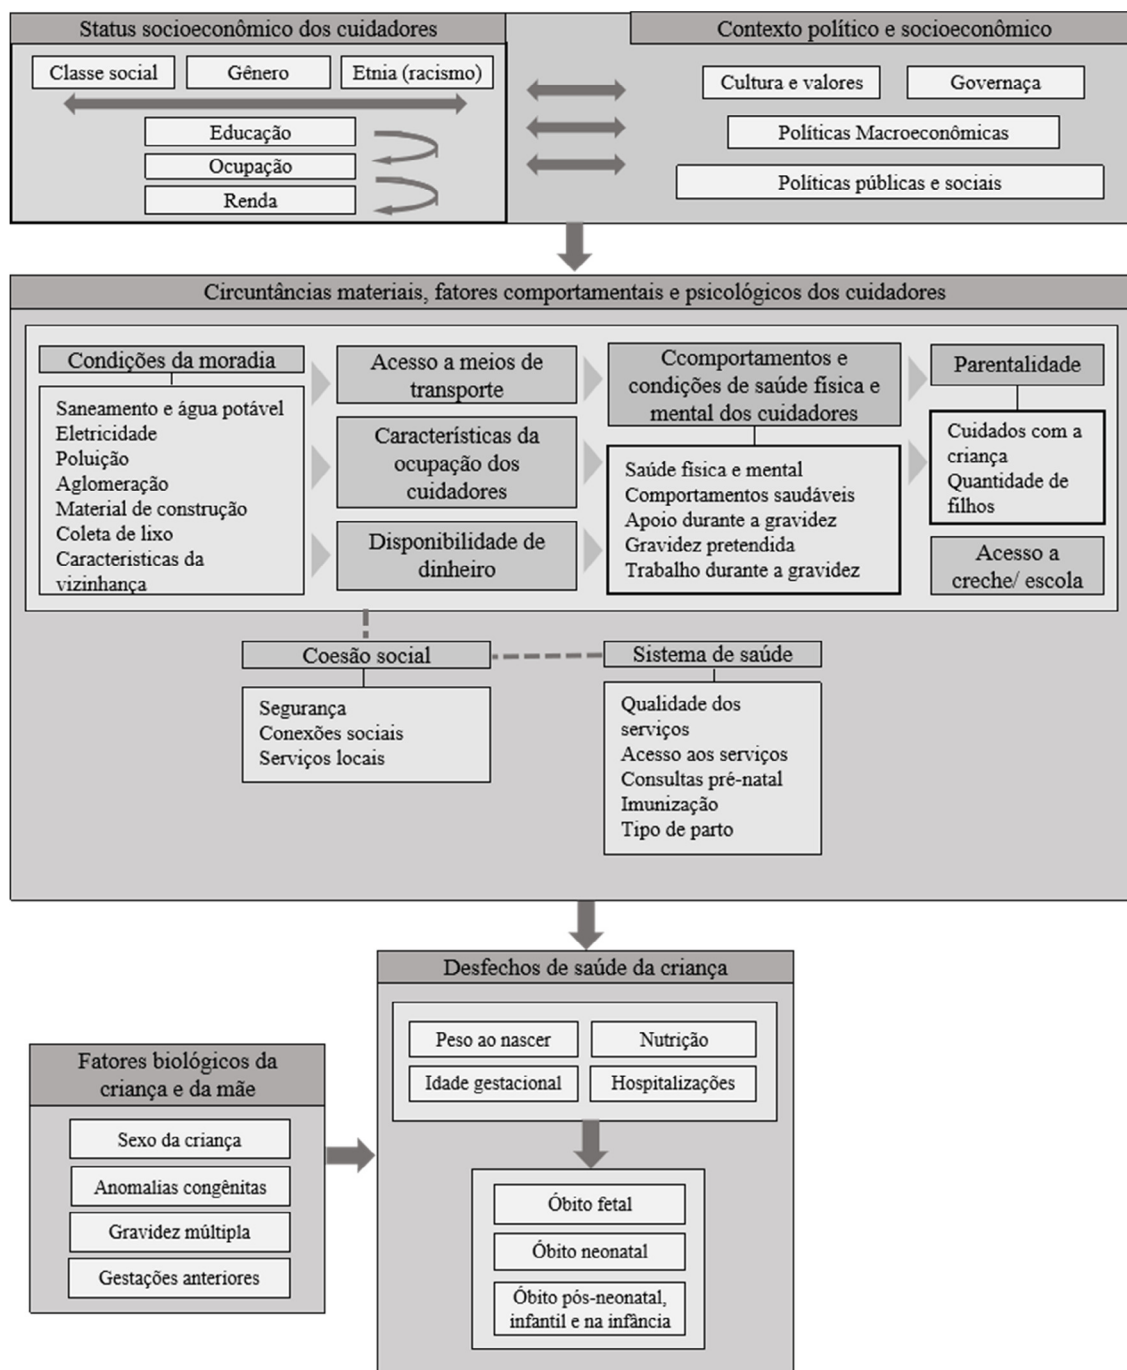 Status socioeconômico dos cuidadores
Classe social
Gênero
Etnia (racismo)
Educação
Ocupação
Renda
Contexto político e socioeconômico
Cultura e valores
Governaça
Políticas Macroeconômicas
Políticas públicas e sociais
Circuntâncias materiais, fatores comportamentais e psicológicos dos cuidadores
Condições da moradia
Saneamento e água potável
Eletricidade
Poluição
Aglomeração
Material de construção
Coleta de lixo
Caracteristicas da
vizinhança
Acesso a meios de
transporte
Características da
ocupação dos
cuidadores
Disponibilidade de
dinheiro
Ccomportamentos e
condições de saúde física e
mental dos cuidadores
Saúde física e mental
Comportamentos saudáveis
Apoio durante a gravidez
Gravidez pretendida
Trabalho durante a gravidez
Parentalidade
Cuidados com a
criança
Quantidade de
filhos
Acesso a
creche/ escola
Coesão social
Segurança
Conexões sociais
Serviços locais
Sistema de saúde
Qualidade dos
serviços
Acesso aos serviços
Consultas pré-natal
Imunização
Tipo de parto
Fatores biológicos da
criança e da mãe
Sexo da criança
Anomalias congênitas
Gravidez múltipla
Gestações anteriores
Desfechos de saúde da criança
Peso ao nascer
Nutrição
Idade gestacional
Hospitalizações
Óbito fetal
Óbito neonatal
Óbito pós-neonatal,
infantil e na infância